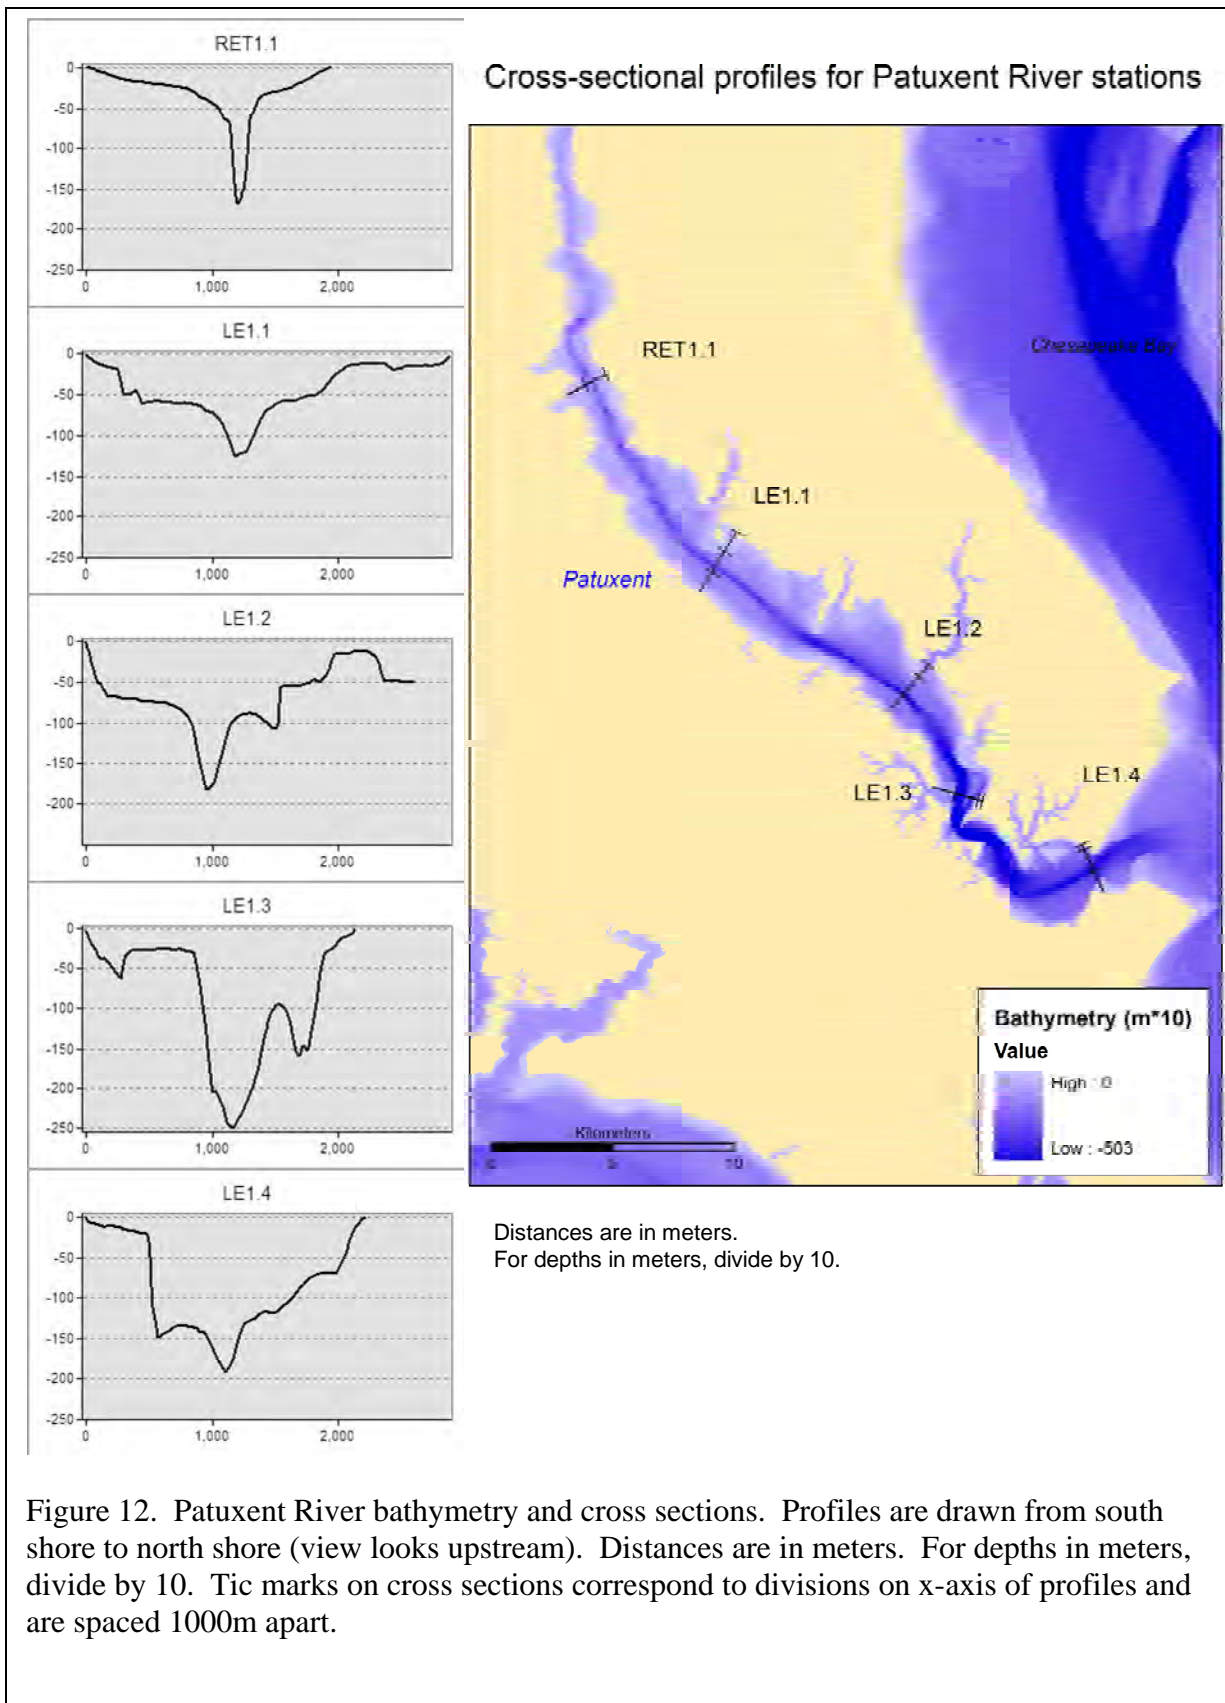 RET1.1
0
-50
-100
-150
-200
-250
0 1,000 2,000
LE1.1
0
-50
-100
-150
-200
-250
0 1,000 2,000
LE1.2
0
-50
-100
-150
-200
0 1,000 2,000
LE1.3
0
-50
-100
-150
-200
-250
0 1,000 2,000
LE1.4
0
-50
-100
-150
-200
-250
0 1,000 2,000
Cross-sectional profiles for Patuxent River stations
Chesapeake Bay
RET1.1
LE1.1
Patuxent
LE1.2
LE1.3
LE1.4
Bathymetry (m*10)
Value
High : 0
Low : -503
Kilometers
0 5 10
Distances are in meters.
For depths in meters, divide by 10.
Figure 12. Patuxent River bathymetry and cross sections. Profiles are drawn from south
shore to north shore (view looks upstream). Distances are in meters. For depths in meters,
divide by 10. Tic marks on cross sections correspond to divisions on x-axis of profiles and
are spaced 1000m apart.